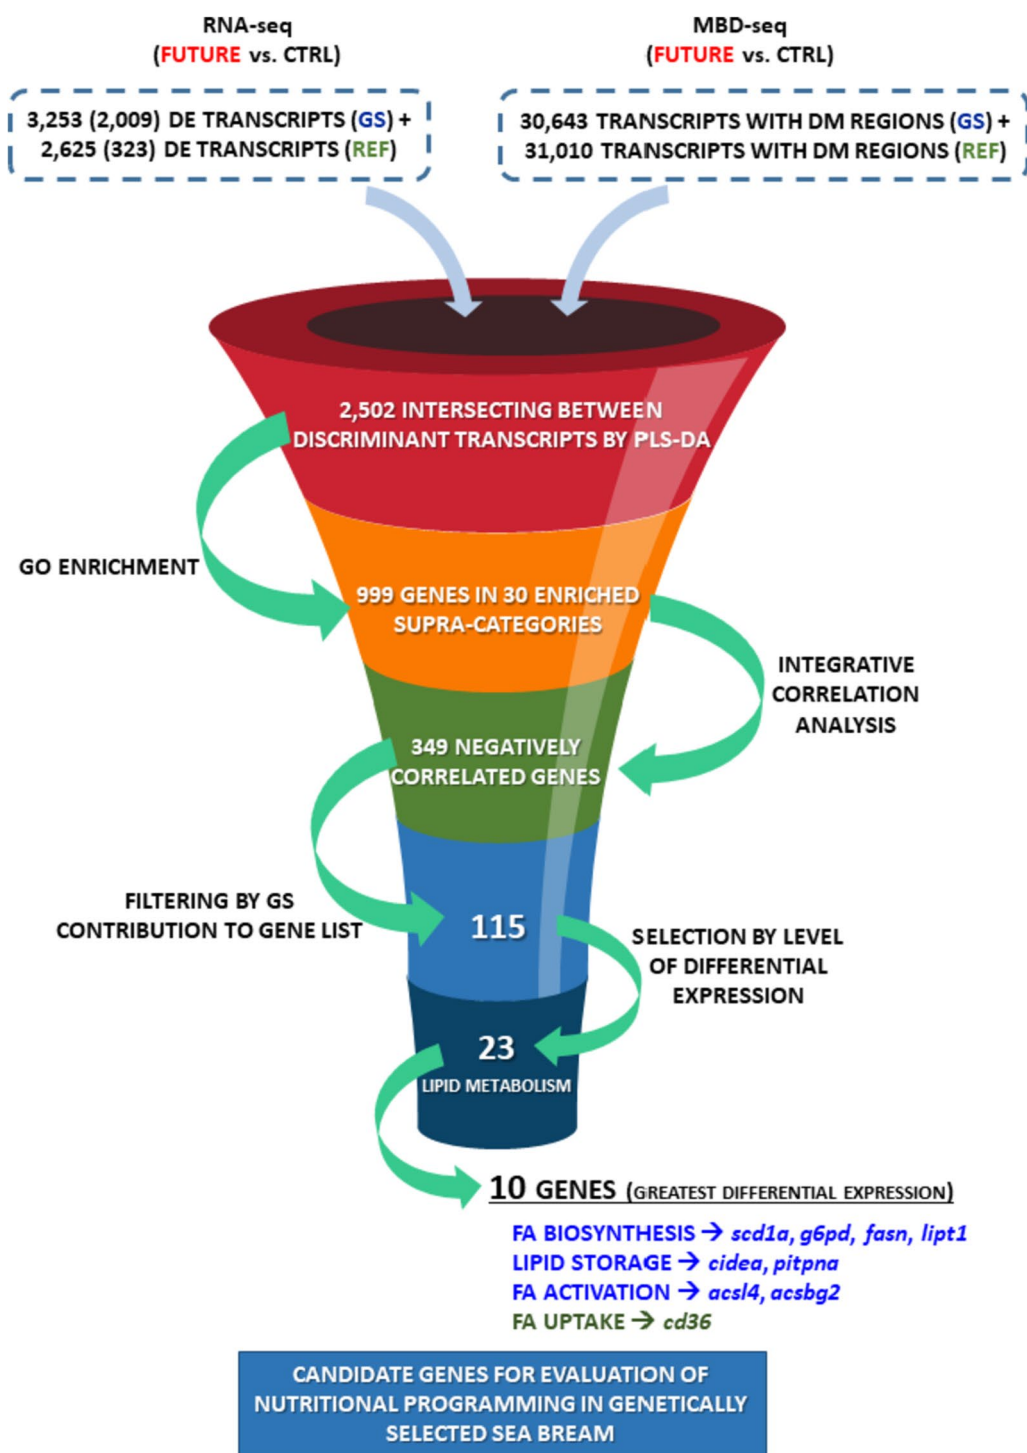 RNA-seq
(FUTURE vs. CTRL)
3,253 (2,009) DE TRANSCRIPTS (GS) +
2,625 (323) DE TRANSCRIPTS (REF)
MBD-seq
(FUTURE vs. CTRL)
30,643 TRANSCRIPTS WITH DM REGIONS (GS) +
31,010 TRANSCRIPTS WITH DM REGIONS (REF)
2,502 INTERSECTING BETWEEN
DISCRIMINANT TRANSCRIPTS BY PLS-DA
GO ENRICHMENT
999 GENES IN 30 ENRICHED
SUPRA-CATEGORIES
INTEGRATIVE
CORRELATION
ANALYSIS
349 NEGATIVELY
CORRELATED GENES
FILTERING BY GS
CONTRIBUTION TO GENE LIST
115
SELECTION BY LEVEL
OF DIFFERENTIAL
EXPRESSION
23
LIPID METABOLISM
10 GENES (GREATEST DIFFERENTIAL EXPRESSION)
FA BIOSYNTHESIS → scd1a, g6pd, fasn, lipt1
LIPID STORAGE → cidea, pitpna
FA ACTIVATION → acsl4, acsbg2
FA UPTAKE → cd36
CANDIDATE GENES FOR EVALUATION OF
NUTRITIONAL PROGRAMMING IN GENETICALLY
SELECTED SEA BREAM